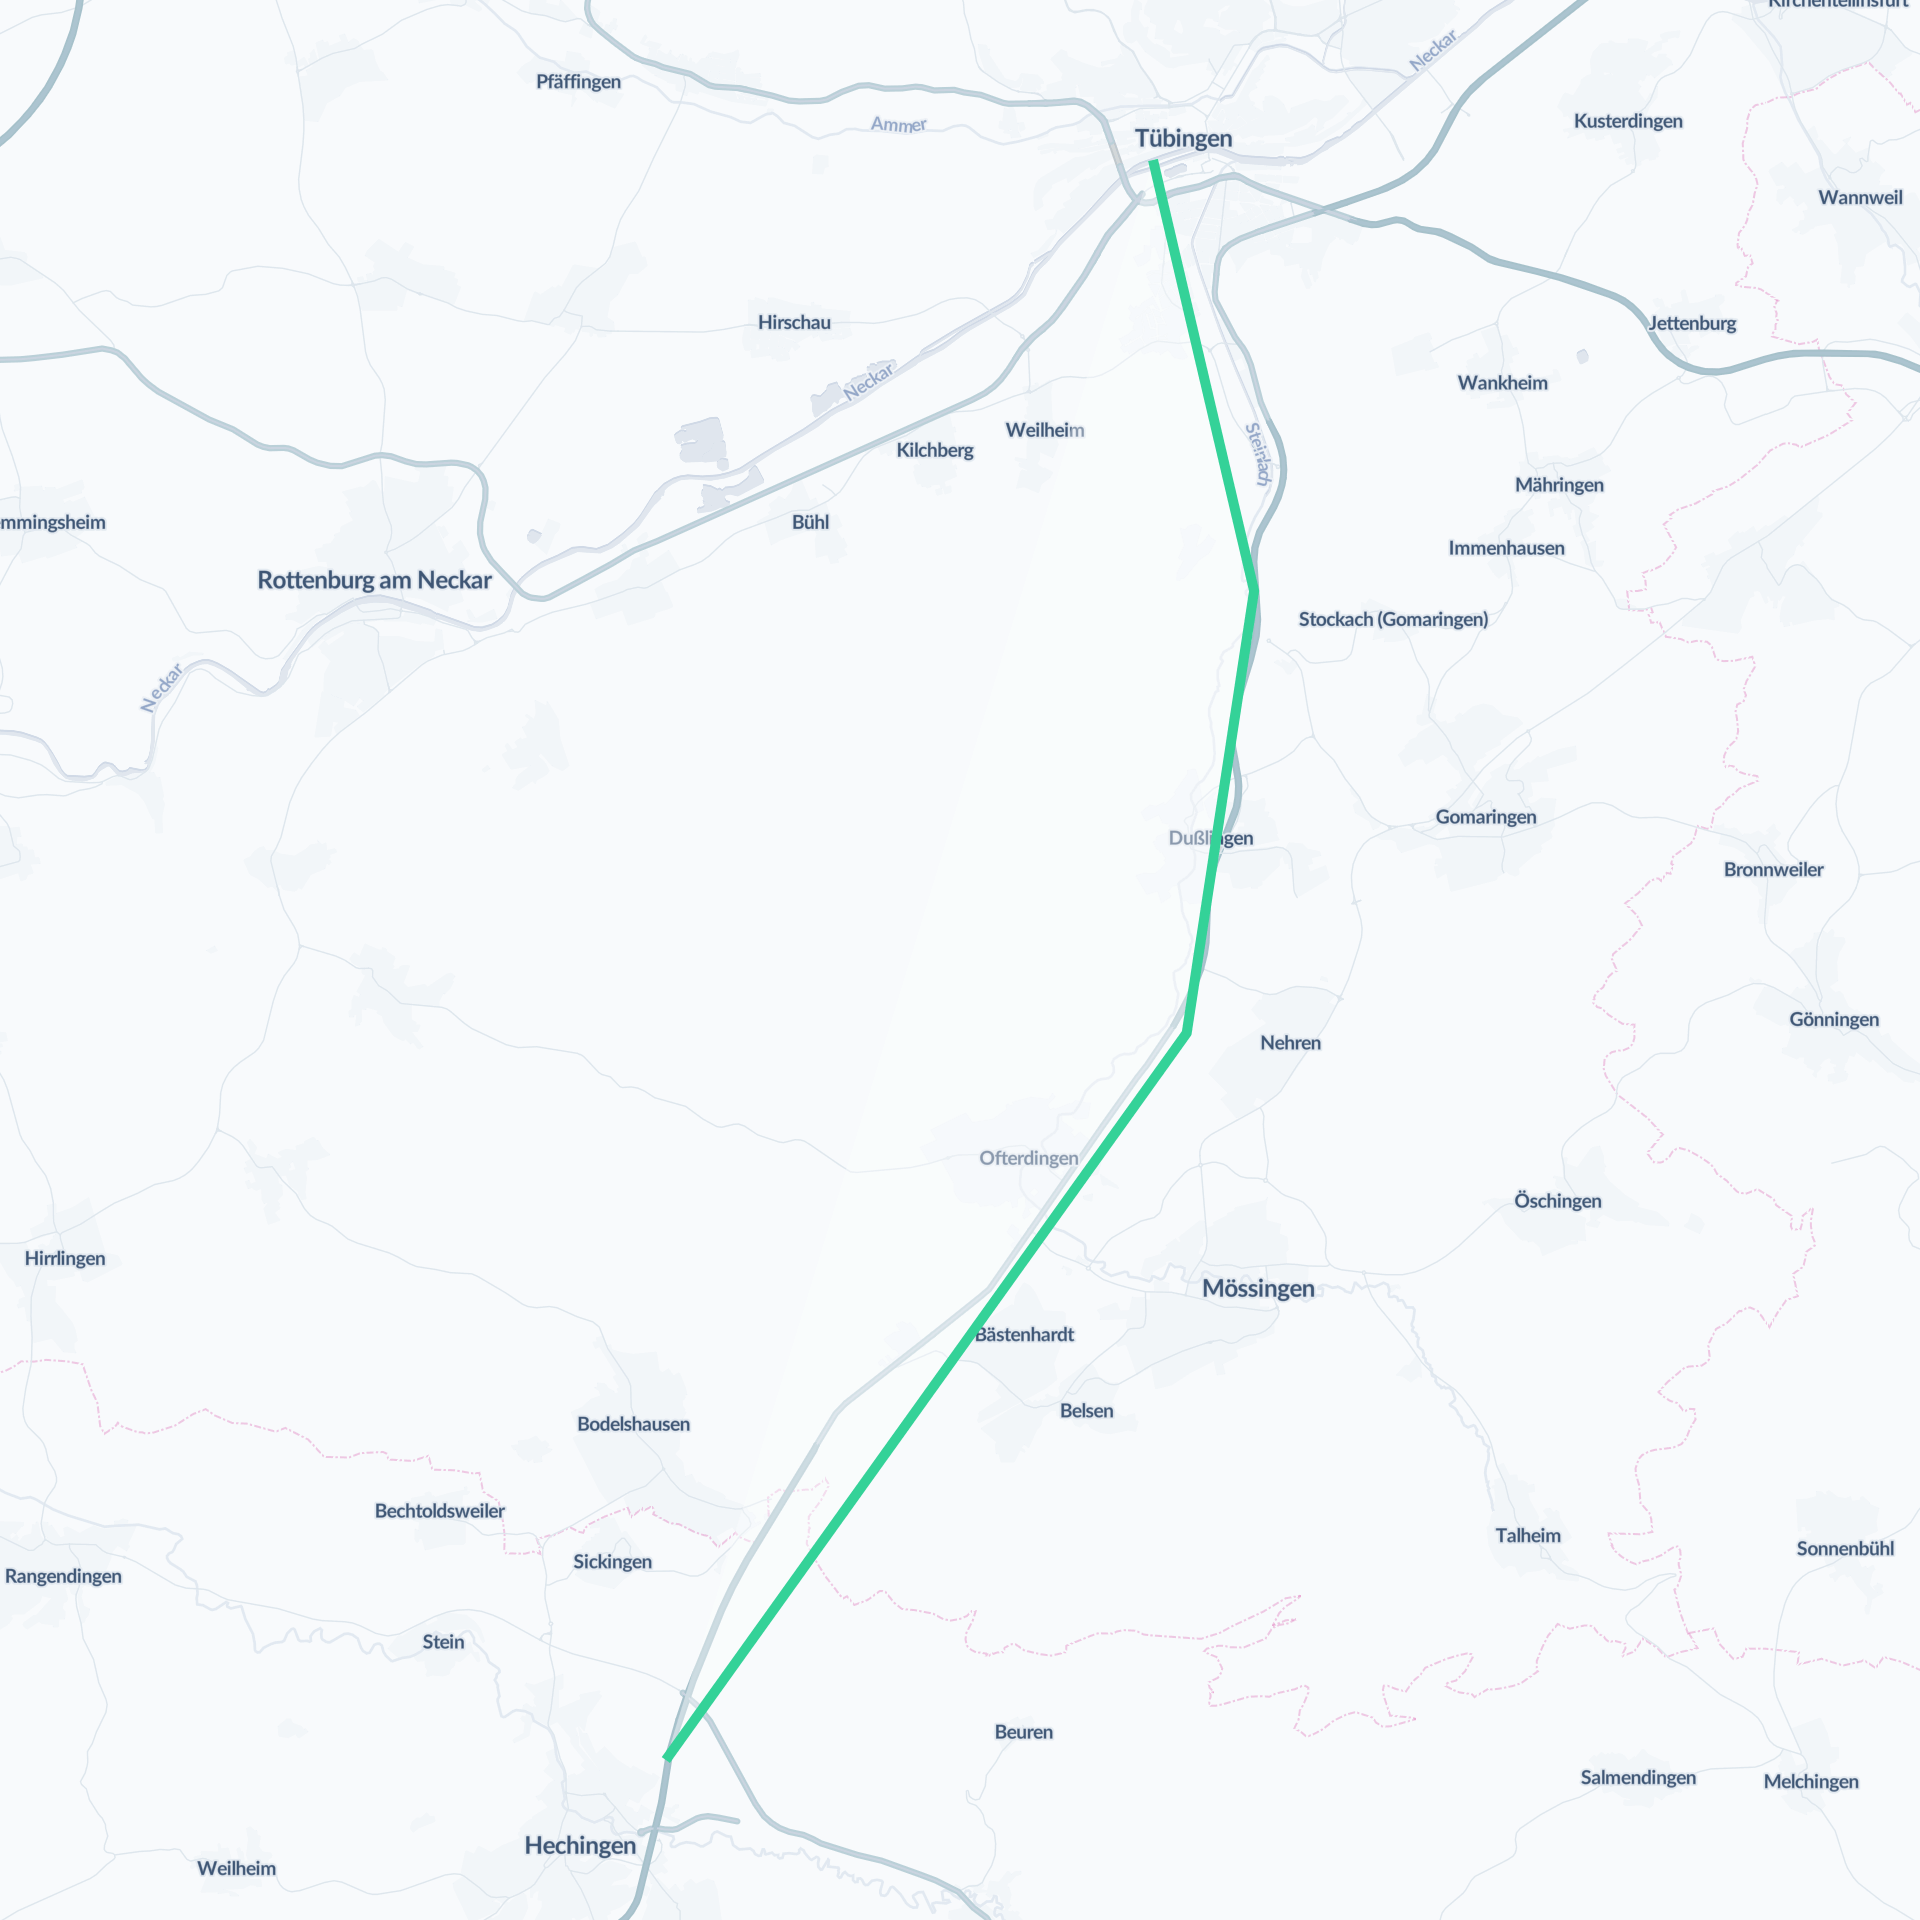 Kirchentellinsfurt
Neckar
Pfäffingen
Ammer
Kusterdingen
Tübingen
Wannweil
Hirschau
Jettenburg
Neckar
Wankheim
Weilheim
Kilchberg
Steinlach
Mähringen
Bühl
mmingsheim
Immenhausen
Rottenburg am Neckar
Stockach (Gomaringen)
Neckar
Gomaringen
Dußlingen
Bronnweiler
Gönningen
Nehren
Ofterdingen
Öschingen
Hirrlingen
Mössingen
Bästenhardt
Belsen
Bodelshausen
Bechtoldsweiler
Talheim
Sonnenbühl
Sickingen
Rangendingen
Stein
Beuren
Salmendingen
Melchingen
Hechingen
Weilheim